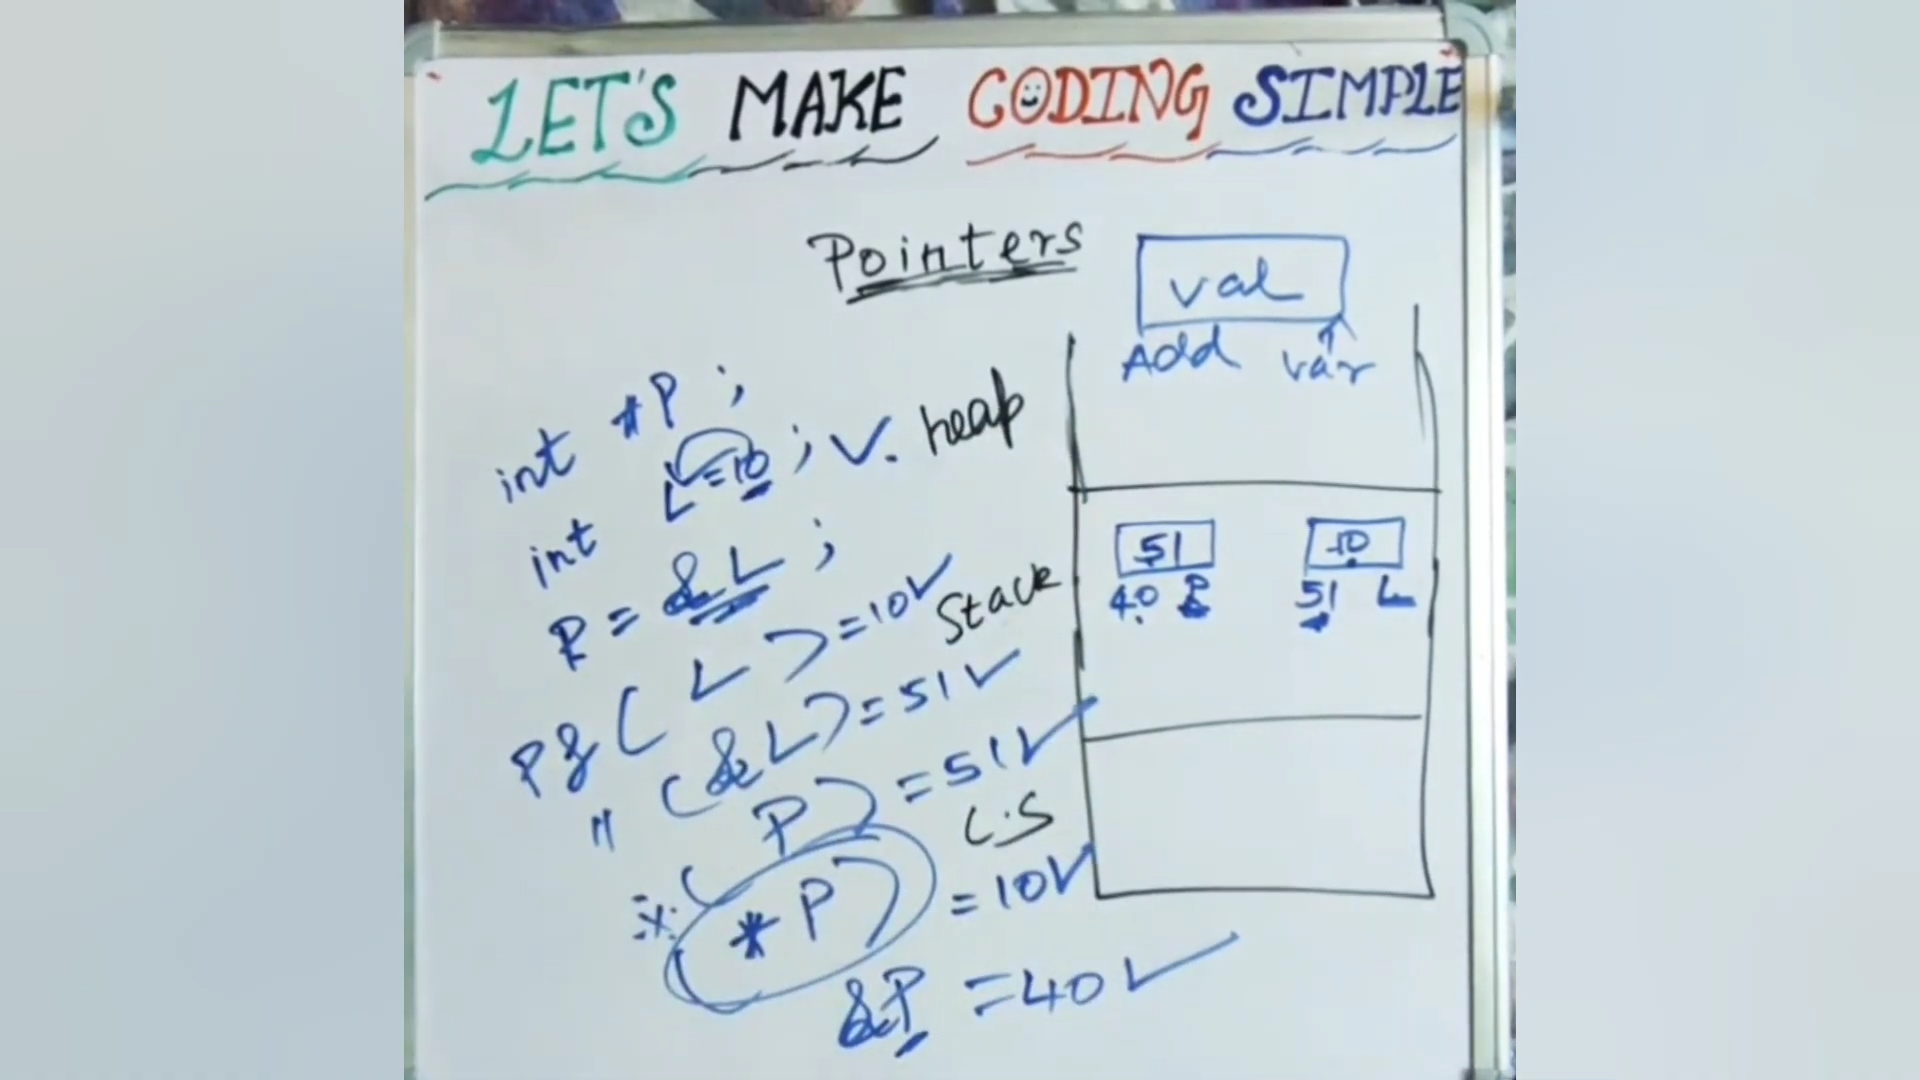 LET'S MAKE CODING SIMPLE
Pointers
val
Add var
int *P ;
int L=10 ; ✓. heap
P = &L ;
51
40 P
10
51 L
Pf ( L ) = 10 ✓
Stack
" ( &L ) = 51 ✓
( P ) = 51 ✓
C.S
( *P ) = 10 ✓
&P = 40 ✓